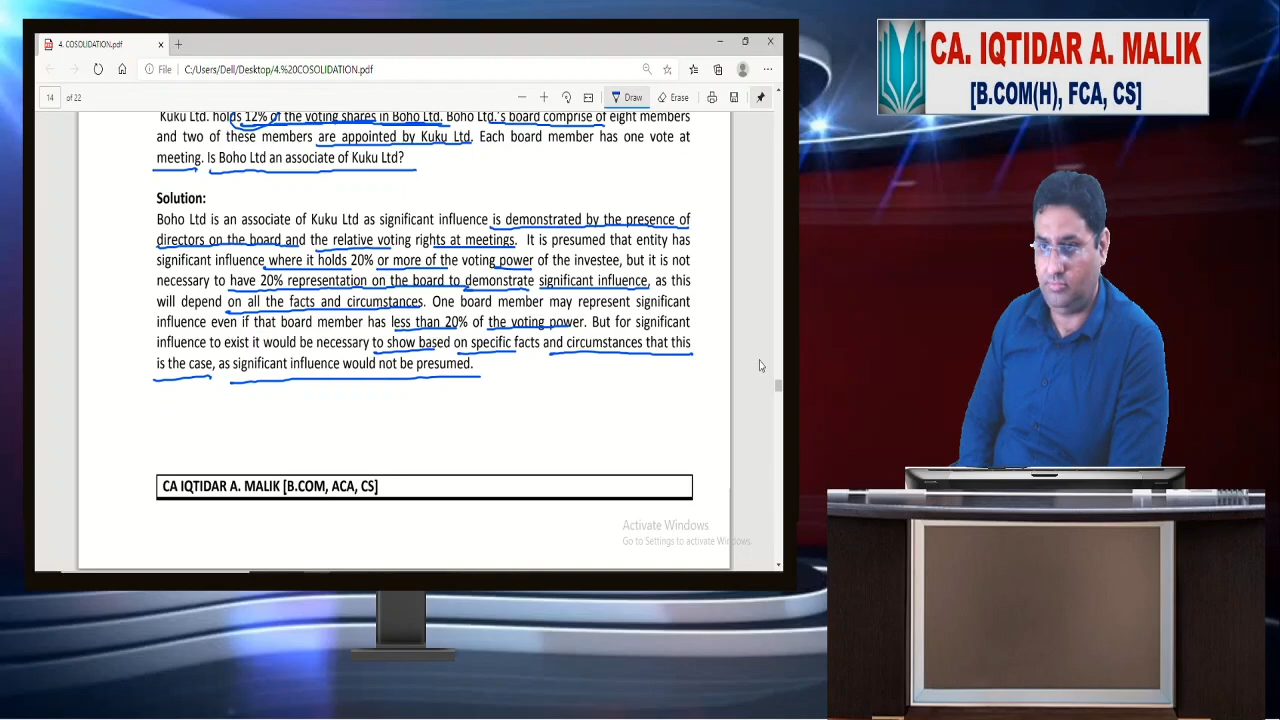 4. COSOLIDATION.pdf
File
C:/Users/Dell/Desktop/4.%20COSOLIDATION.pdf
14 of 22
Draw
Erase
Kuku Ltd. holds 12% of the voting shares in Boho Ltd. Boho Ltd.'s board comprise of eight members
and two of these members are appointed by Kuku Ltd. Each board member has one vote at
meeting. Is Boho Ltd an associate of Kuku Ltd?
Solution:
Boho Ltd is an associate of Kuku Ltd as significant influence is demonstrated by the presence of
directors on the board and the relative voting rights at meetings. It is presumed that entity has
significant influence where it holds 20% or more of the voting power of the investee, but it is not
necessary to have 20% representation on the board to demonstrate significant influence, as this
will depend on all the facts and circumstances. One board member may represent significant
influence even if that board member has less than 20% of the voting power. But for significant
influence to exist it would be necessary to show based on specific facts and circumstances that this
is the case, as significant influence would not be presumed.
CA IQTIDAR A. MALIK [B.COM, ACA, CS]
Activate Windows
Go to Settings to activate Windows.
CA. IQTIDAR A. MALIK
[B.COM(H), FCA, CS]